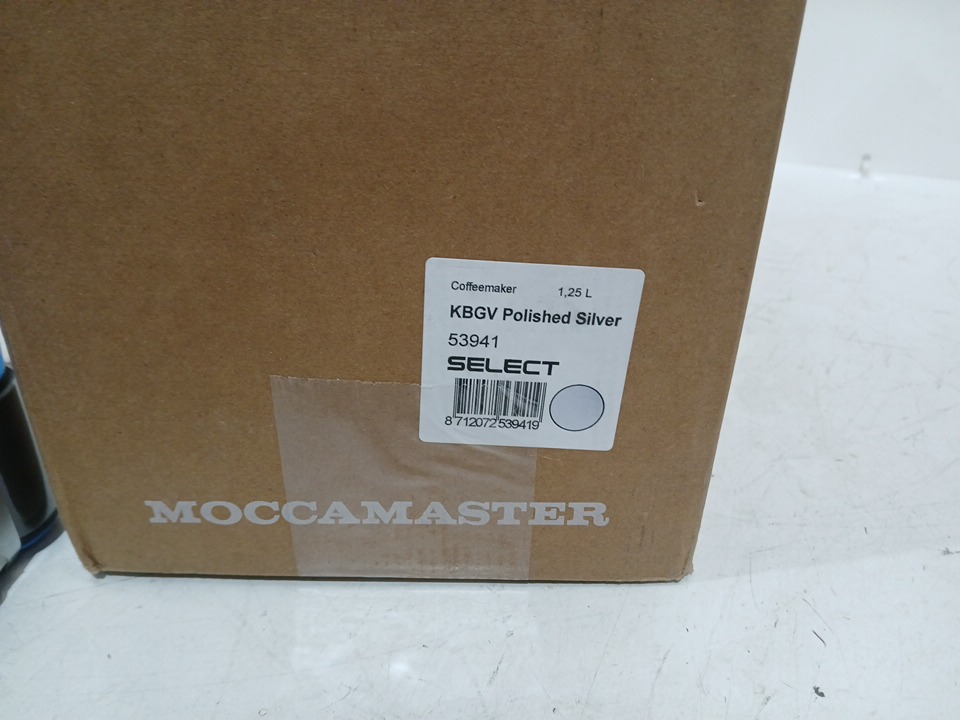 Coffeemaker 1,25 L
KBGV Polished Silver
53941
SELECT
8 712072 539419
MOCCAMASTER